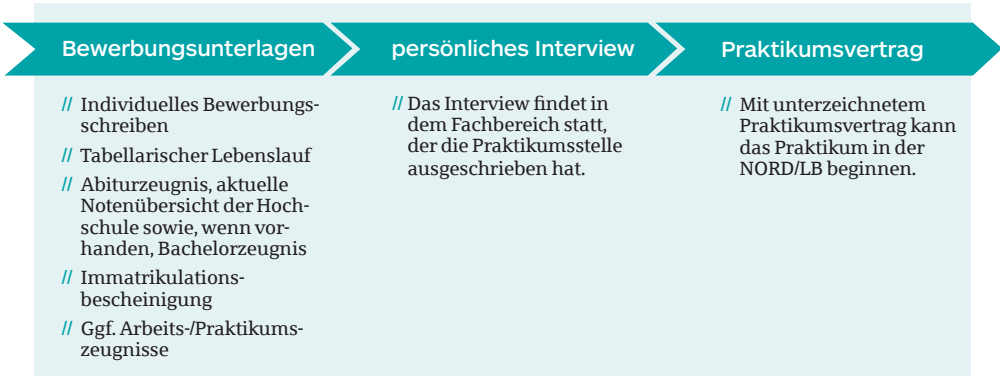 Bewerbungsunterlagen
persönliches Interview
Praktikumsvertrag
// Individuelles Bewerbungs-
schreiben
// Tabellarischer Lebenslauf
// Abiturzeugnis, aktuelle
Notenübersicht der Hoch-
schule sowie, wenn vor-
handen, Bachelorzeugnis
// Immatrikulations-
bescheinigung
// Ggf. Arbeits-/Praktikums-
zeugnisse
// Das Interview findet in
dem Fachbereich statt,
der die Praktikumsstelle
ausgeschrieben hat.
// Mit unterzeichnetem
Praktikumsvertrag kann
das Praktikum in der
NORD/LB beginnen.